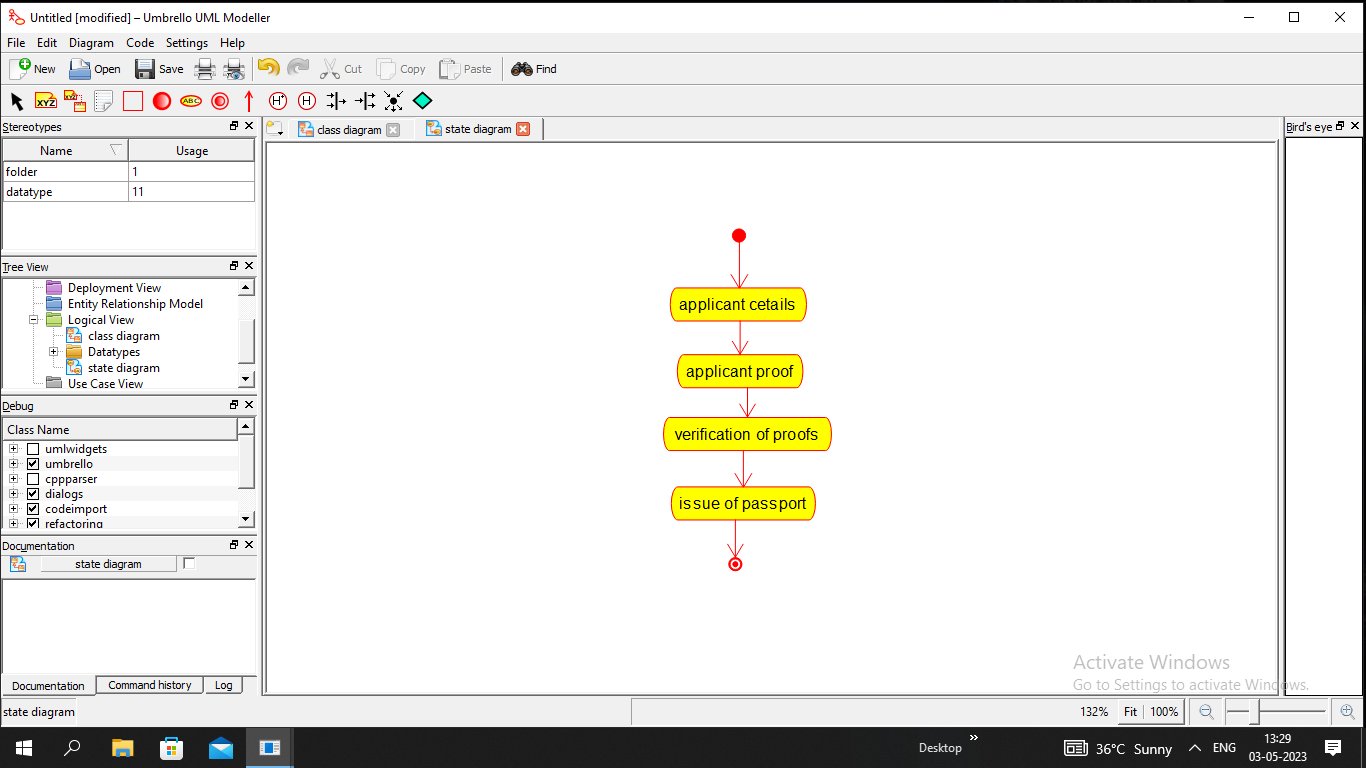 Untitled [modified] – Umbrello UML Modeller
File Edit Diagram Code Settings Help
New Open Save Cut Copy Paste Find
XYZ XYZ ABC H* H
Stereotypes
Name Usage
folder 1
datatype 11
Tree View
Deployment View
Entity Relationship Model
Logical View
class diagram
Datatypes
state diagram
Use Case View
Debug
Class Name
umlwidgets
umbrello
cppparser
dialogs
codeimport
refactoring
Documentation
state diagram
Documentation Command history Log
state diagram
class diagram state diagram
applicant cetails
applicant proof
verification of proofs
issue of passport
Bird's eye
Activate Windows
Go to Settings to activate Windows.
132% Fit 100%
Desktop » 36°C Sunny ENG 13:29
03-05-2023